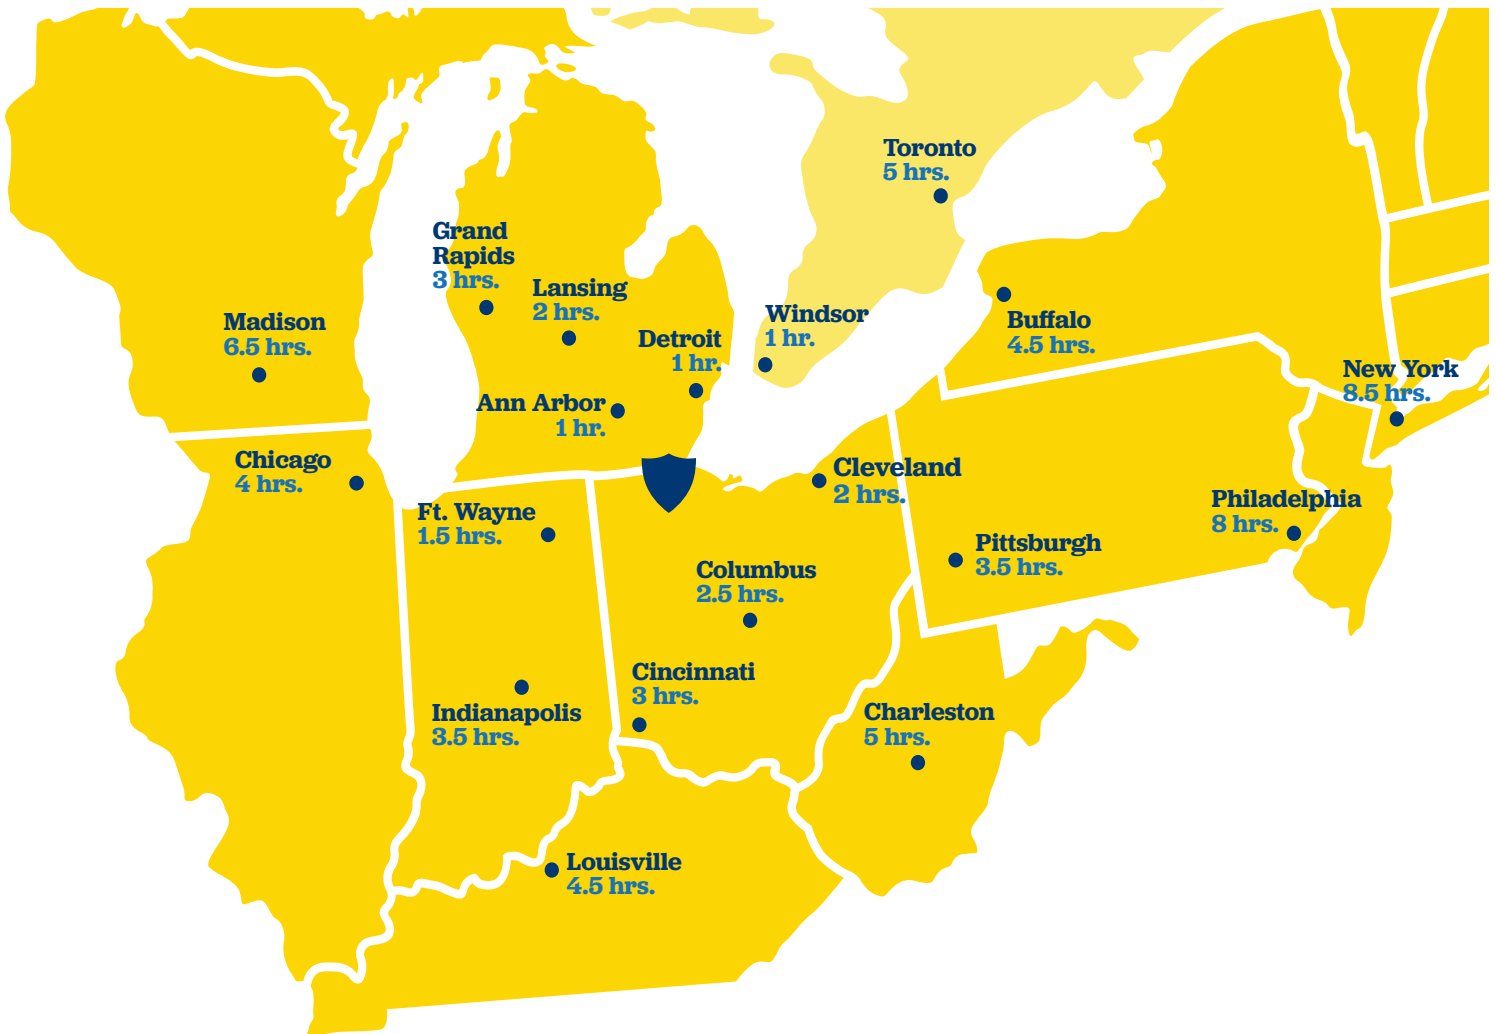 Toronto
5 hrs.
Grand
Rapids
3 hrs.
Lansing
2 hrs.
Madison
6.5 hrs.
Detroit
1 hr.
Windsor
1 hr.
Buffalo
4.5 hrs.
New York
8.5 hrs.
Ann Arbor
1 hr.
Chicago
4 hrs.
Cleveland
2 hrs.
Ft. Wayne
1.5 hrs.
Philadelphia
8 hrs.
Pittsburgh
3.5 hrs.
Columbus
2.5 hrs.
Cincinnati
3 hrs.
Indianapolis
3.5 hrs.
Charleston
5 hrs.
Louisville
4.5 hrs.